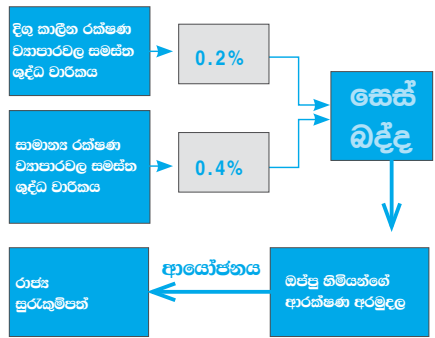 දිගු කාලීන රක්ෂණ
ව්‍යාපාරවල සමස්ත
ශුද්ධ වාරිකය
0.2%
සාමාන්‍ය රක්ෂණ
ව්‍යාපාරවල සමස්ත
ශුද්ධ වාරිකය
0.4%
සෙස්
බද්ද
ආයෝජනය
රාජ්‍ය
සුරැකුම්පත්
ඔප්පු හිමියන්ගේ
ආරක්ෂණ අරමුදල